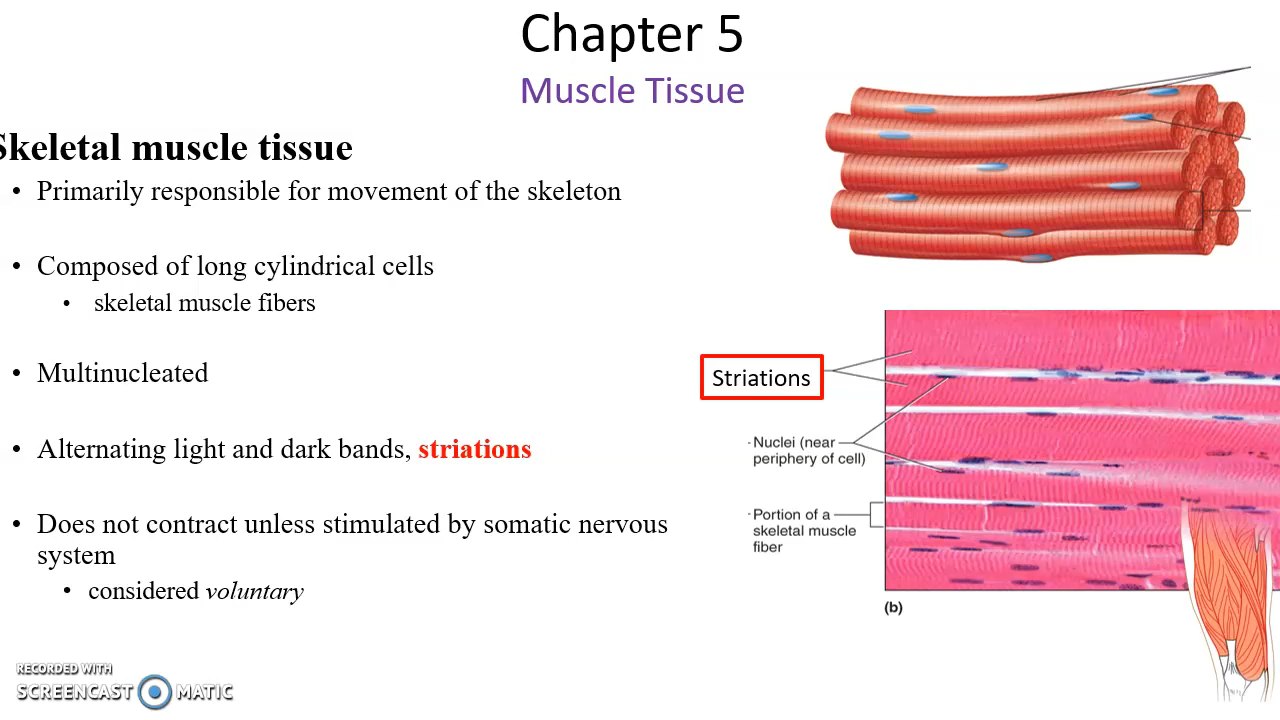 Chapter 5
Muscle Tissue
Skeletal muscle tissue
• Primarily responsible for movement of the skeleton
• Composed of long cylindrical cells
• skeletal muscle fibers
• Multinucleated
• Alternating light and dark bands, striations
• Does not contract unless stimulated by somatic nervous
system
• considered voluntary
Striations
Nuclei (near
periphery of cell)
Portion of a
skeletal muscle
fiber
(b)
RECORDED WITH
SCREENCAST MATIC